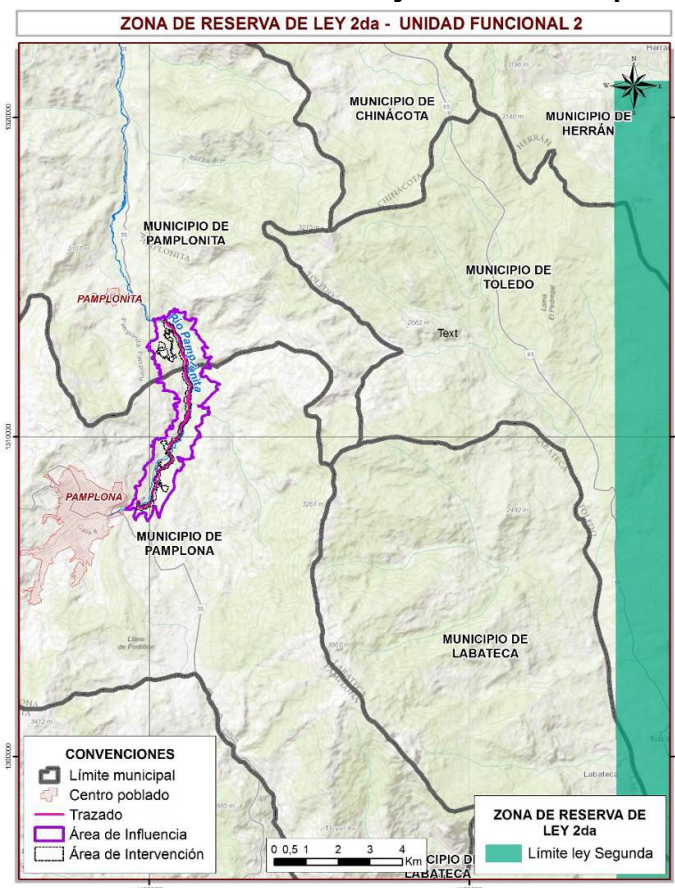 ZONA DE RESERVA DE LEY 2da - UNIDAD FUNCIONAL 2
MUNICIPIO DE
CHINÁCOTA
MUNICIPIO DE
HERRÁN
MUNICIPIO DE
PAMPLONITA
MUNICIPIO DE
TOLEDO
PAMPLONITA
Río Pamplonita
Text
PAMPLONA
MUNICIPIO DE
PAMPLONA
MUNICIPIO DE
LABATECA
CONVENCIONES
Límite municipal
Centro poblado
Trazado
Área de Influencia
Área de Intervención
0 0,5 1 2 3 4
Km
LABATECA
ZONA DE RESERVA DE
LEY 2da
Límite ley Segunda